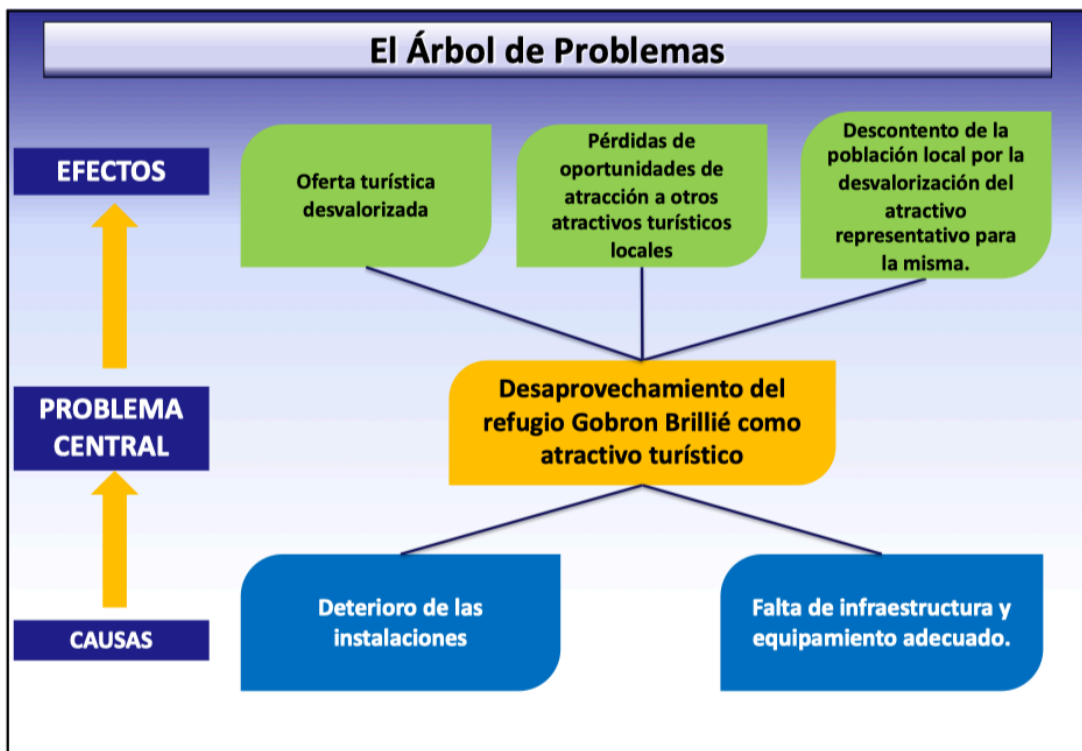 El Árbol de Problemas
EFECTOS
Oferta turística
desvalorizada
Pérdidas de
oportunidades de
atracción a otros
atractivos turísticos
locales
Descontento de la
población local por la
desvalorización del
atractivo
representativo para
la misma.
PROBLEMA
CENTRAL
Desaprovechamiento del
refugio Gobron Brillié como
atractivo turístico
CAUSAS
Deterioro de las
instalaciones
Falta de infraestructura y
equipamiento adecuado.